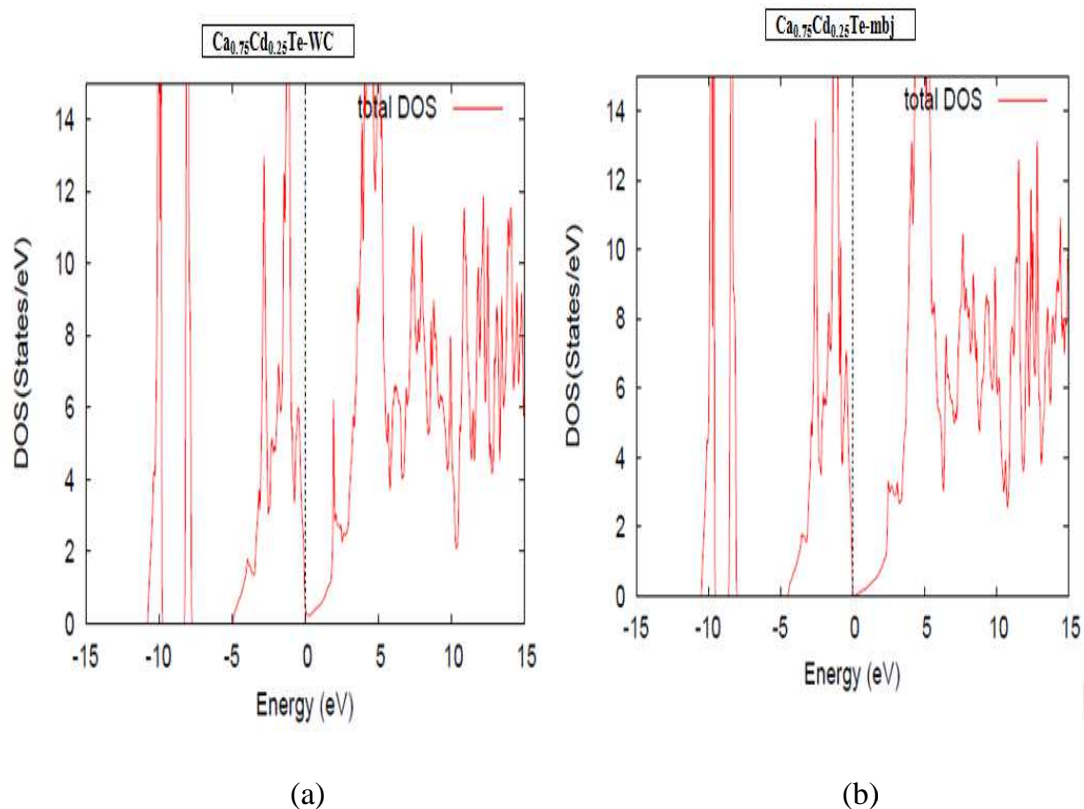 Ca0.75Cd0.25Te-WC
total DOS
14
12
10
8
6
4
2
0
DOS(States/eV)
-15 -10 -5 0 5 10 15
Energy (eV)
(a)
Ca0.75Cd0.25Te-mbj
total DOS
14
12
10
8
6
4
2
0
DOS(States/eV)
-15 -10 -5 0 5 10 15
Energy (eV)
(b)